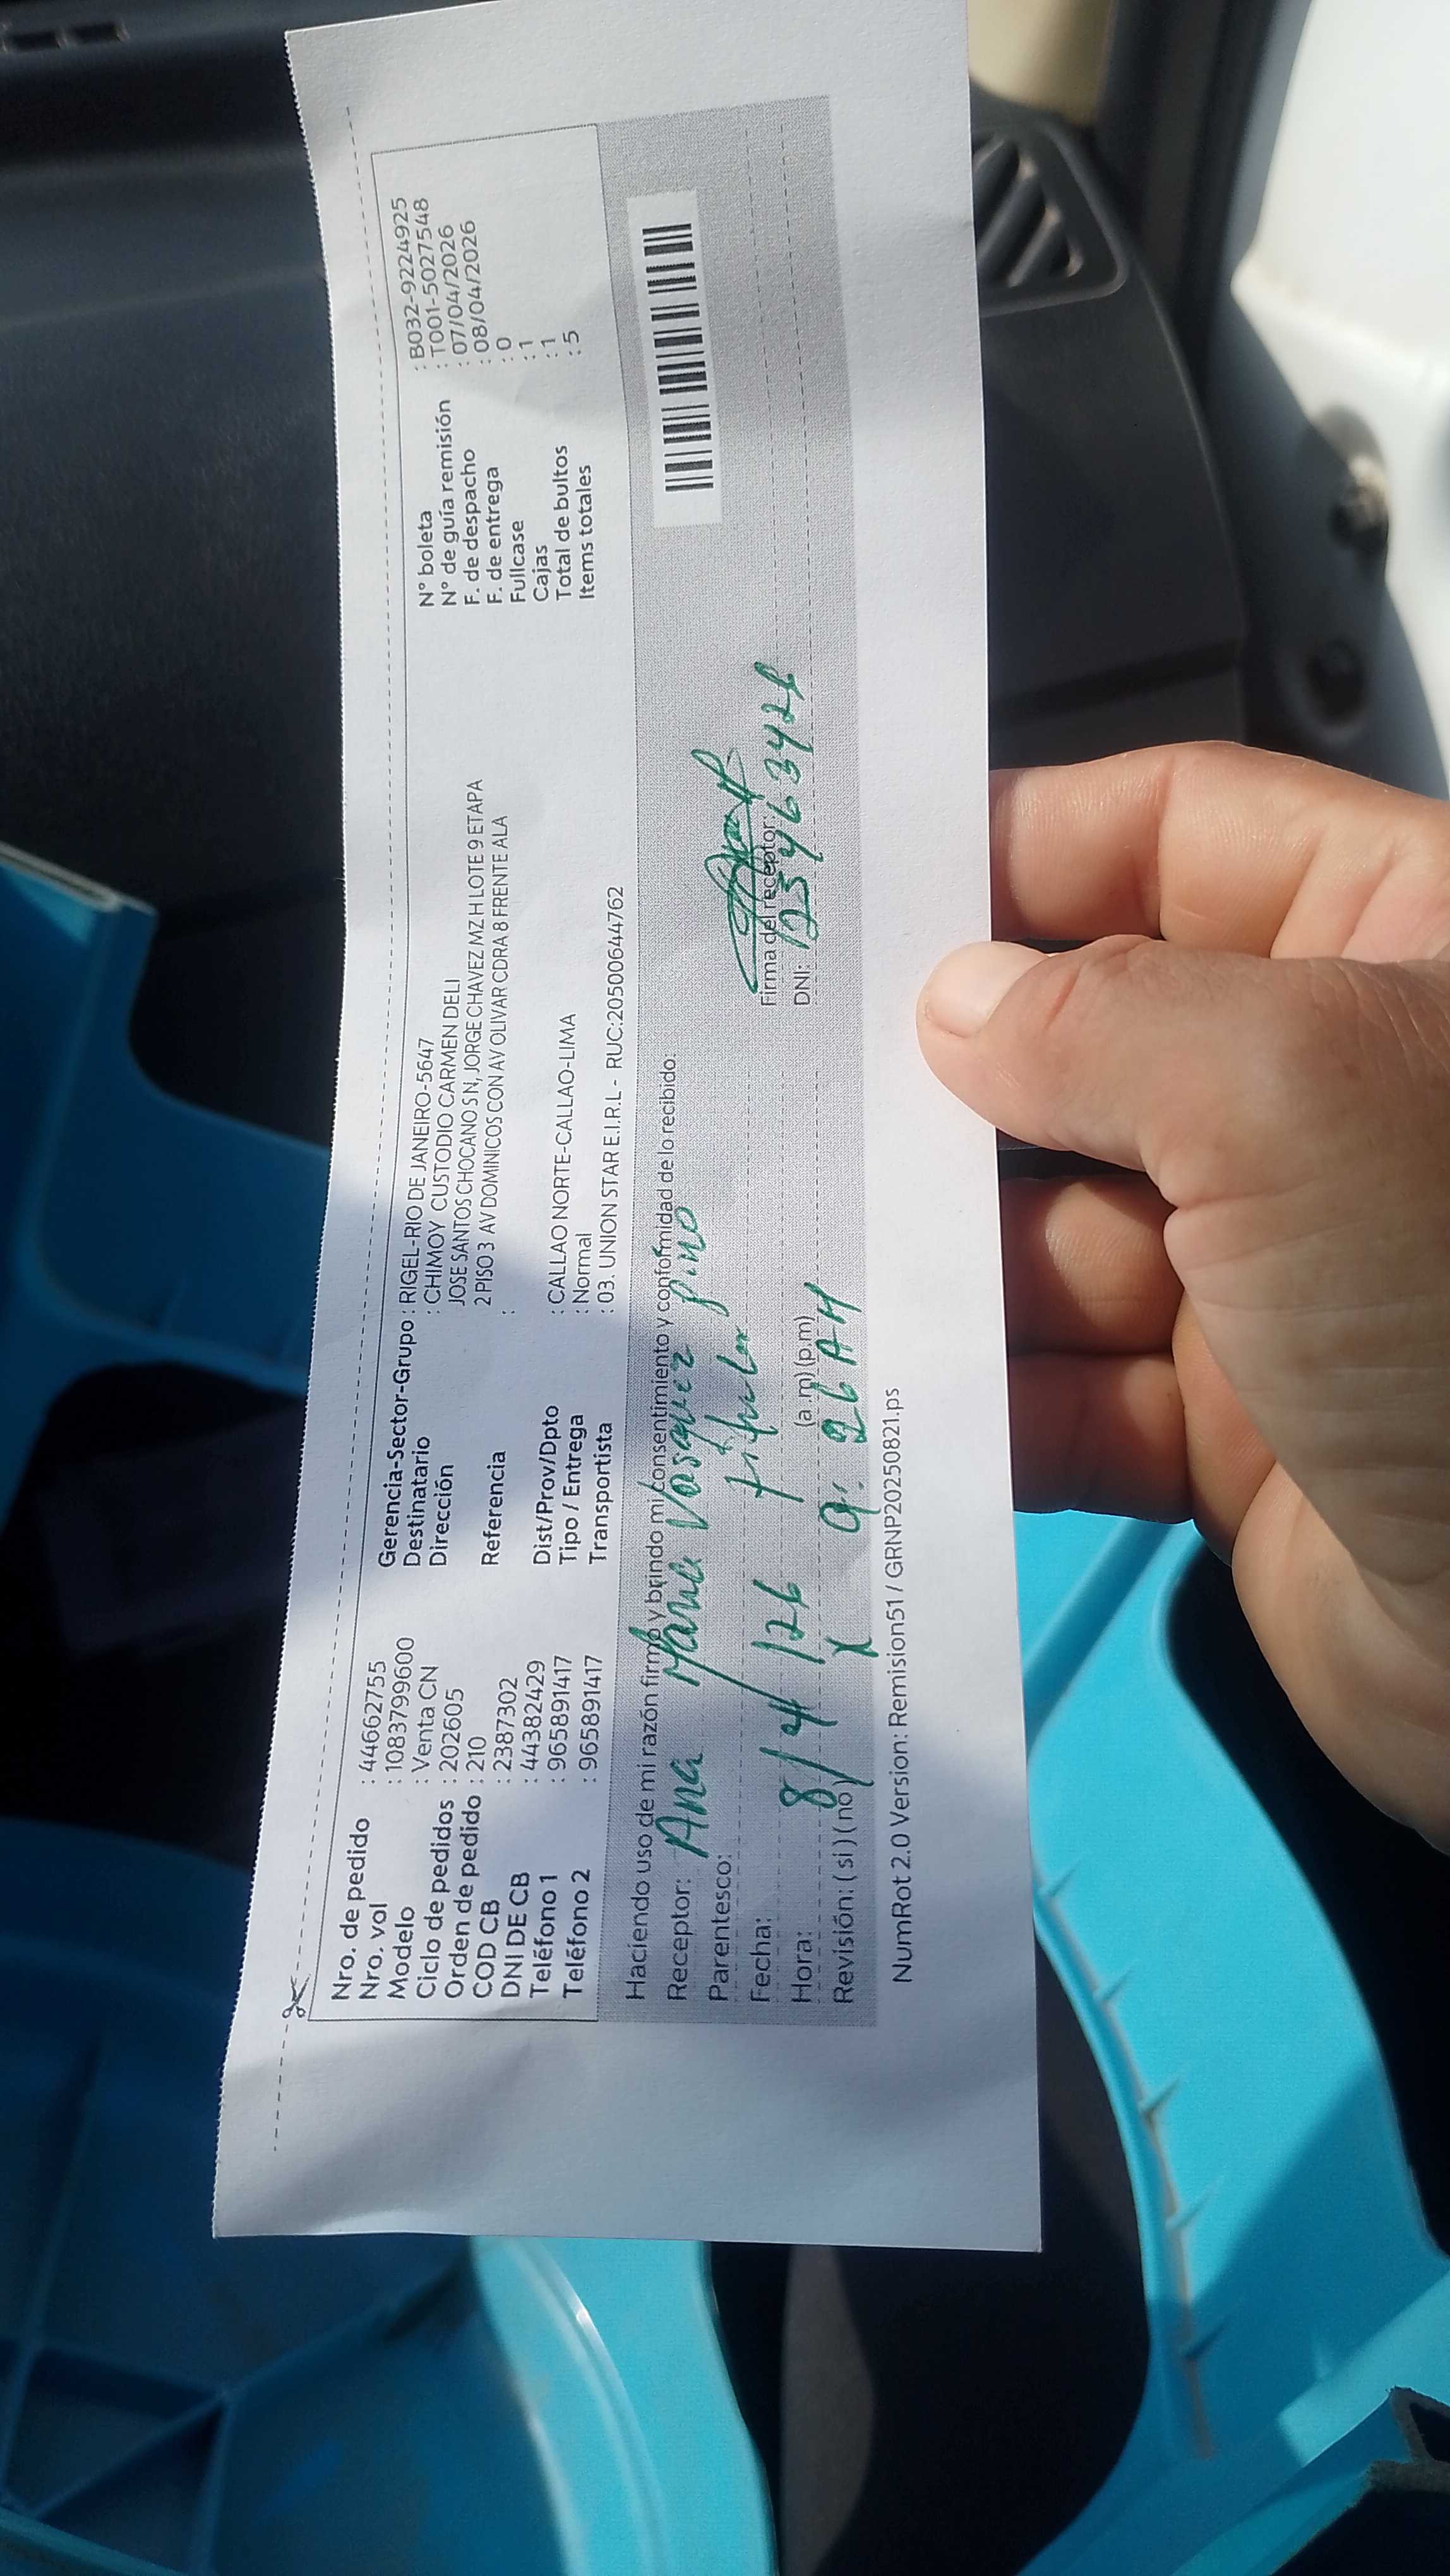 Nro. de pedido : 44662755
Nro. vol : 1083799600
Modelo : Venta CN
Ciclo de pedidos : 202605
Orden de pedido : 210
COD CB : 2387302
DNI DE CB : 44382429
Teléfono 1 : 965891417
Teléfono 2 : 965891417
Gerencia-Sector-Grupo : RIGEL-RIO DE JANEIRO-5647
Destinatario : CHIMOY CUSTODIO CARMEN DELI
Dirección JOSE SANTOS CHOCANO S N, JORGE CHAVEZ MZ H LOTE 9 ETAPA
2 PISO 3 AV DOMINICOS CON AV OLIVAR CDRA 8 FRENTE A LA
Referencia :
Dist/Prov/Dpto : CALLAO NORTE-CALLAO-LIMA
Tipo / Entrega : Normal
Transportista : 03. UNION STAR E.I.R.L - RUC:20500644762
N° boleta : B032-9224925
N° de guía remisión : T001-5027548
F. de despacho : 07/04/2026
F. de entrega : 08/04/2026
Fullcase : 0
Cajas : 1
Total de bultos : 1
Items totales : 5
Haciendo uso de mi razón firmo y brindo mi consentimiento y conformidad de lo recibido.
Receptor: Ana Maria Vasquez pino
Parentesco: titular
Fecha: 8/4/26
Hora: 9:26 AM (a.m) (p.m)
Revisión: ( si ) ( no ) x
Firma del receptor:
DNI:
NumRot 2.0 Version: Remision51 / GRNP20250821.ps